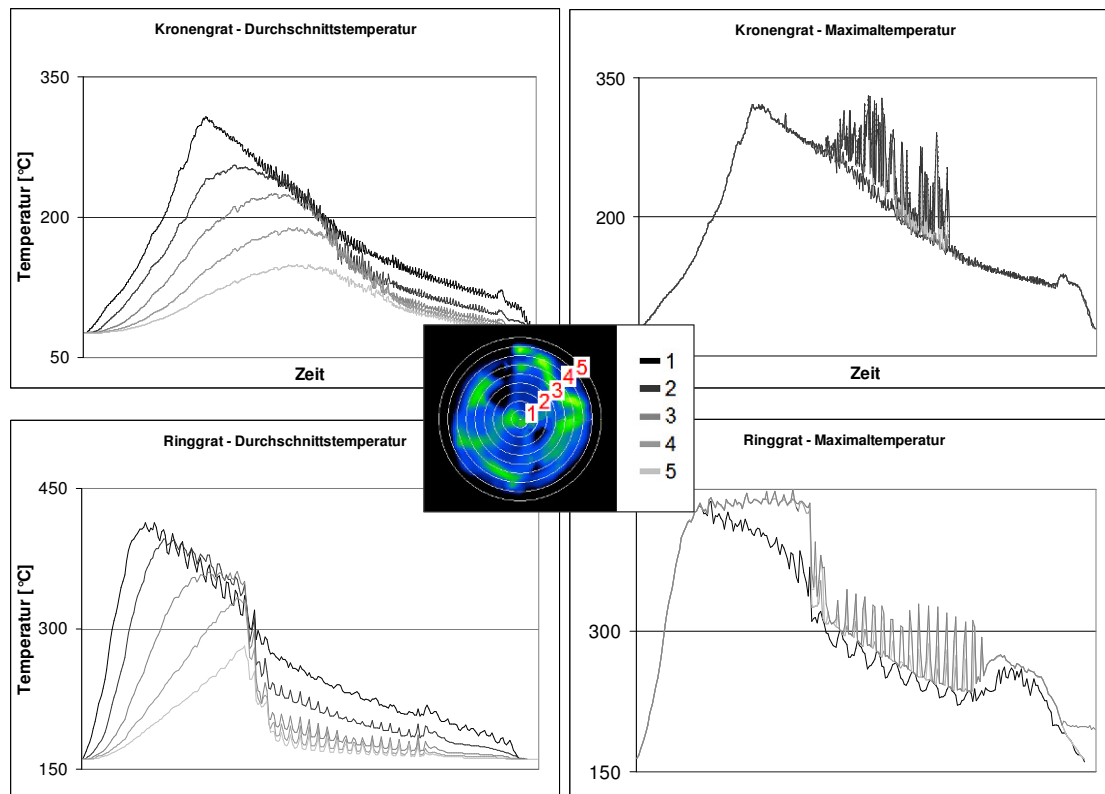 Kronengrat - Durchschnittstemperatur
350
200
50
Temperatur [°C]
Zeit
Kronengrat - Maximaltemperatur
350
200
Zeit
1
2
3
4
5
1
2
3
4
5
Ringgrat - Durchschnittstemperatur
450
300
150
Temperatur [°C]
Ringgrat - Maximaltemperatur
300
150